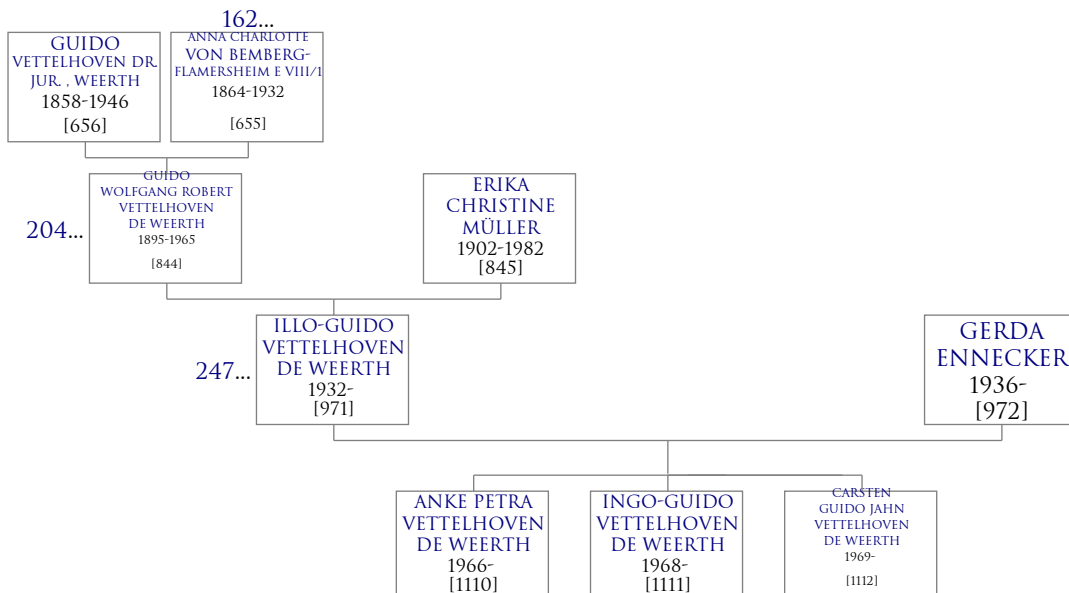 162...
GUIDO
VETTELHOVEN DR.
JUR. , WEERTH
1858-1946
[656]
ANNA CHARLOTTE
VON BEMBERG-
FLAMERSHEIM E VIII/1
1864-1932
[655]
204...
GUIDO
WOLFGANG ROBERT
VETTELHOVEN
DE WEERTH
1895-1965
[844]
ERIKA
CHRISTINE
MÜLLER
1902-1982
[845]
247...
ILLO-GUIDO
VETTELHOVEN
DE WEERTH
1932-
[971]
GERDA
ENNECKER
1936-
[972]
ANKE PETRA
VETTELHOVEN
DE WEERTH
1966-
[1110]
INGO-GUIDO
VETTELHOVEN
DE WEERTH
1968-
[1111]
CARSTEN
GUIDO JAHN
VETTELHOVEN
DE WEERTH
1969-
[1112]